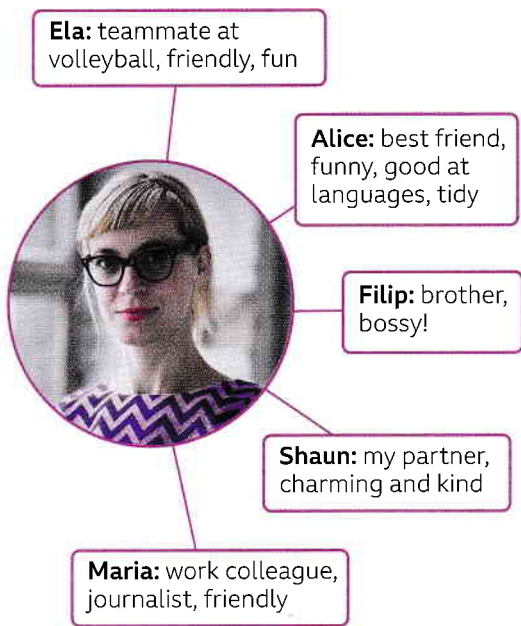 Ela: teammate at
volleyball, friendly, fun
Alice: best friend,
funny, good at
languages, tidy
Filip: brother,
bossy!
Shaun: my partner,
charming and kind
Maria: work colleague,
journalist, friendly